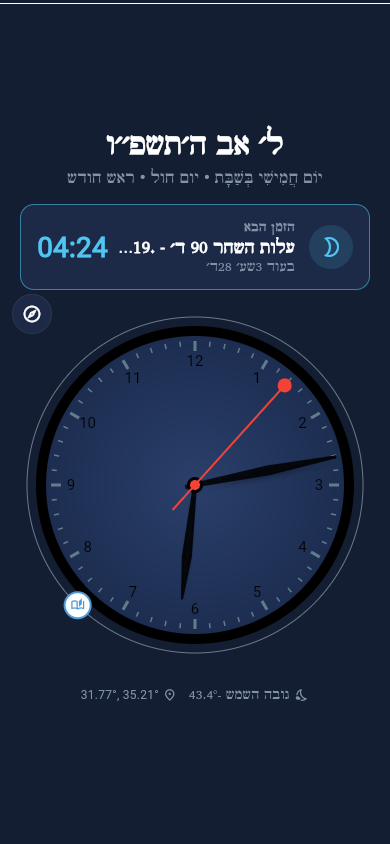 ל׳ אב ה׳תשפ״ו
יוֹם חֲמִישִׁי בְּשַׁבָּת • יום חול • ראש חודש
הזמן הבא
עלות השחר 90 ד׳ - 19.‎...
04:24
בעוד 3שע׳ 28ד׳
12
1
2
3
4
5
6
7
8
9
10
11
גובה השמש -43.4°
31.77°, 35.21°